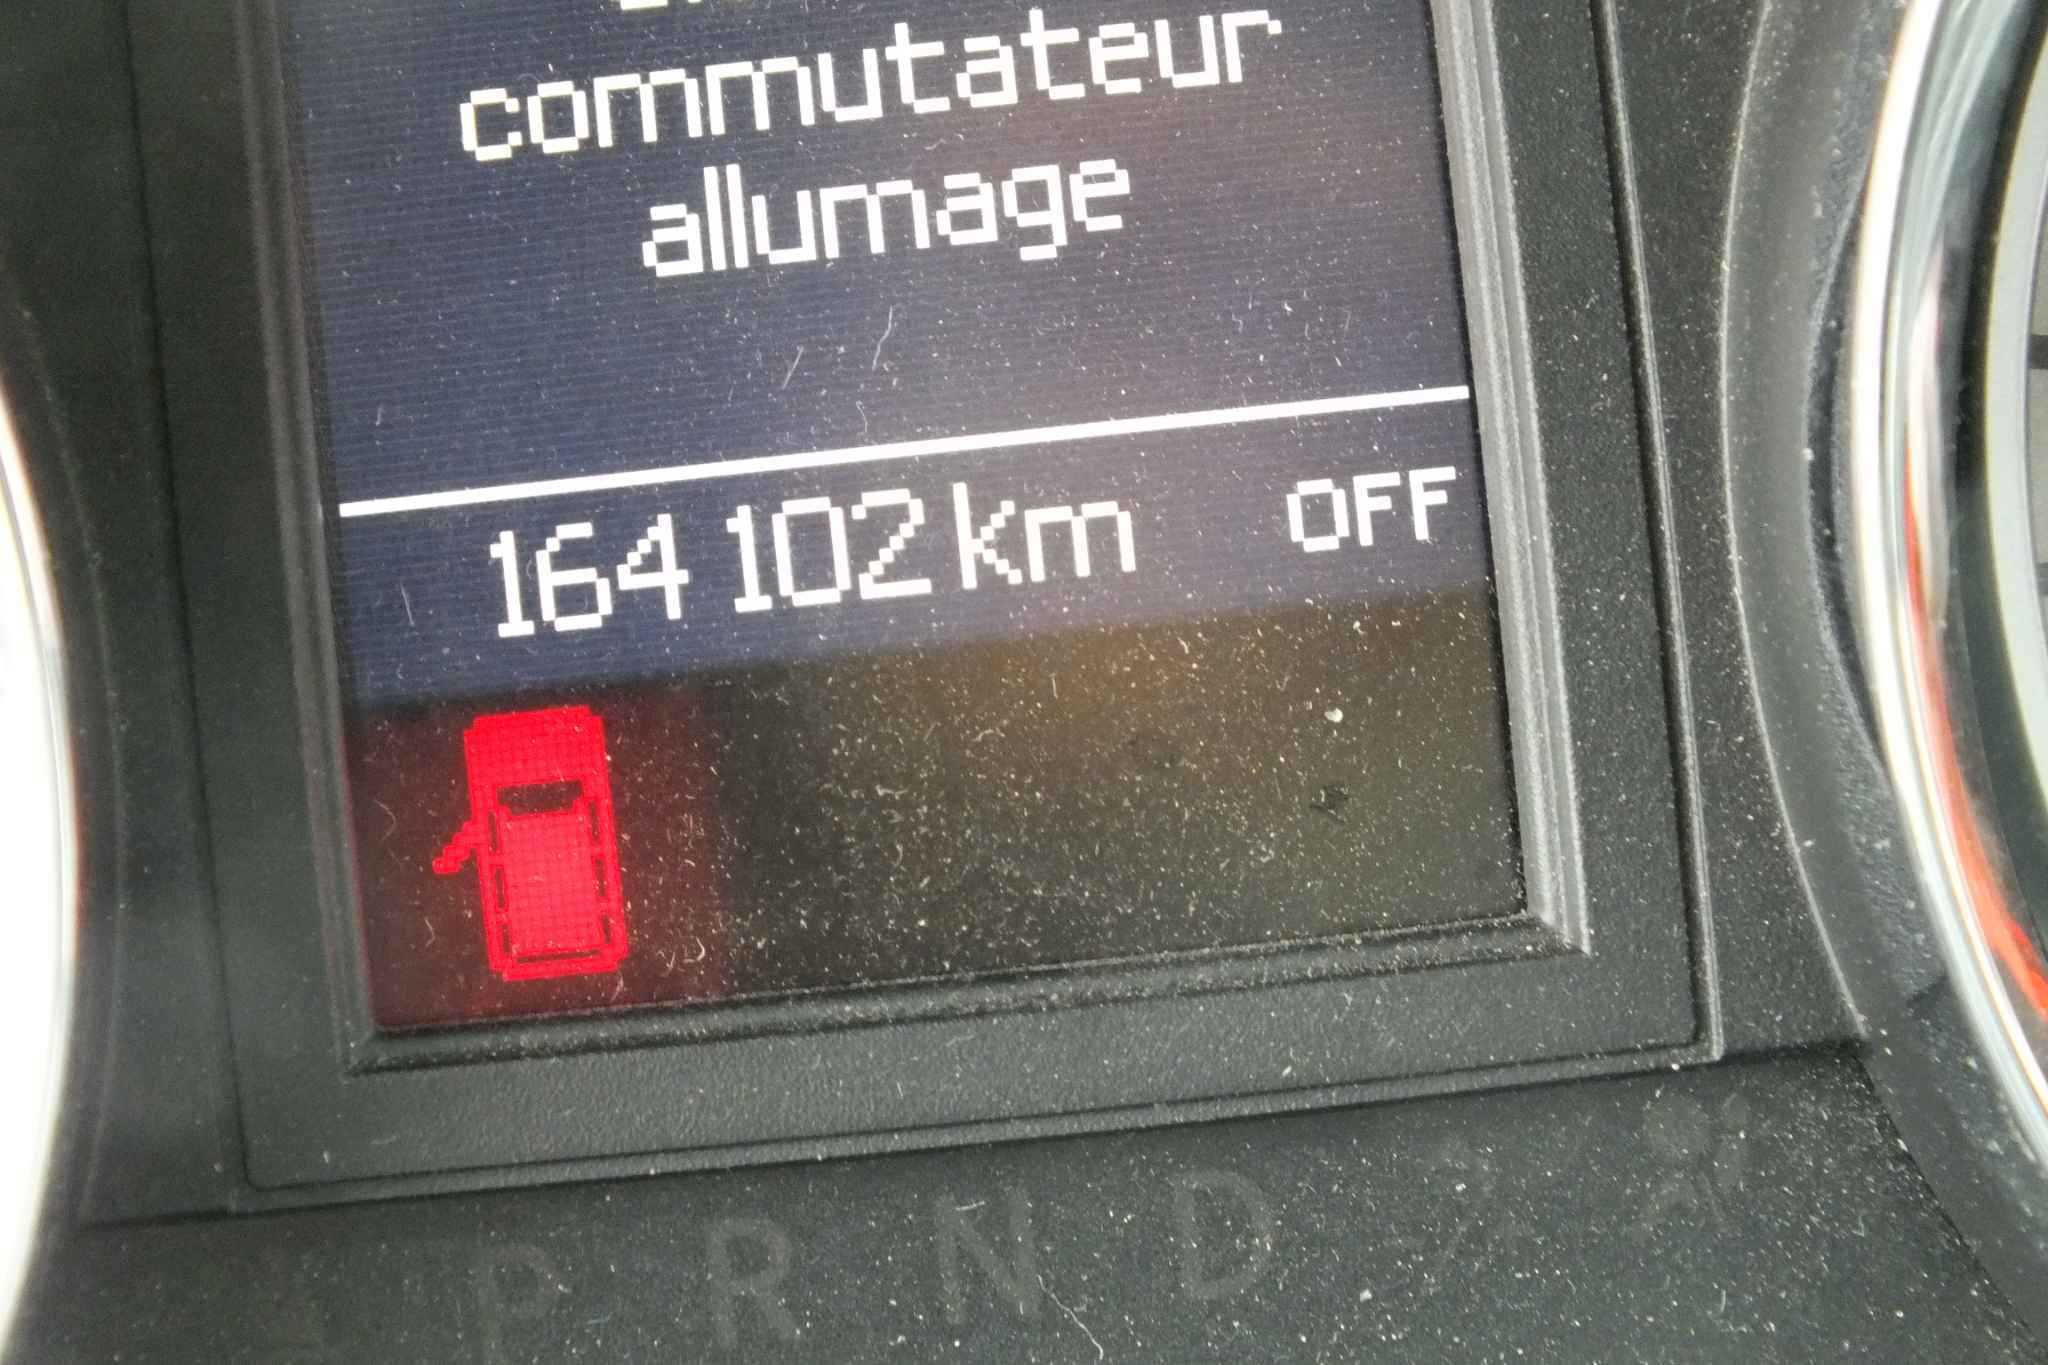 commutateur
allumage
164 102 km OFF
P R N D